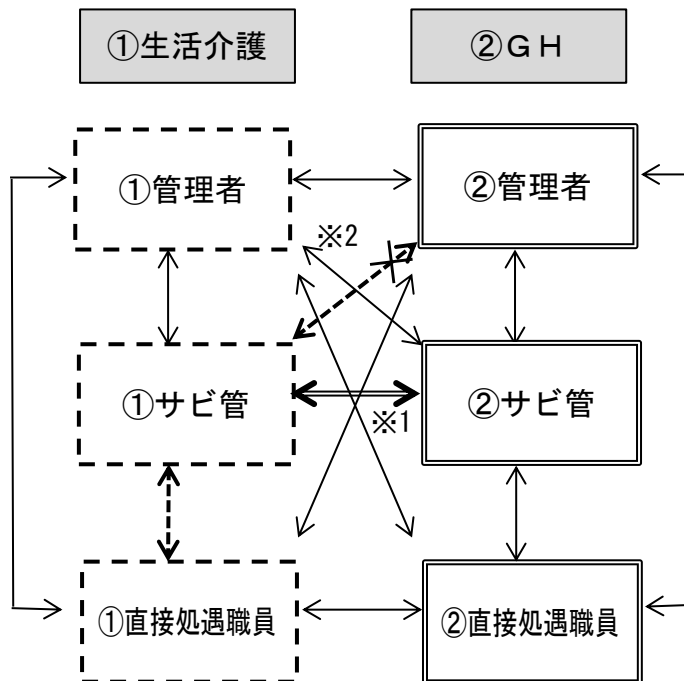 ①生活介護
②ＧＨ
①管理者
②管理者
※2
①サビ管
②サビ管
※1
①直接処遇職員
②直接処遇職員